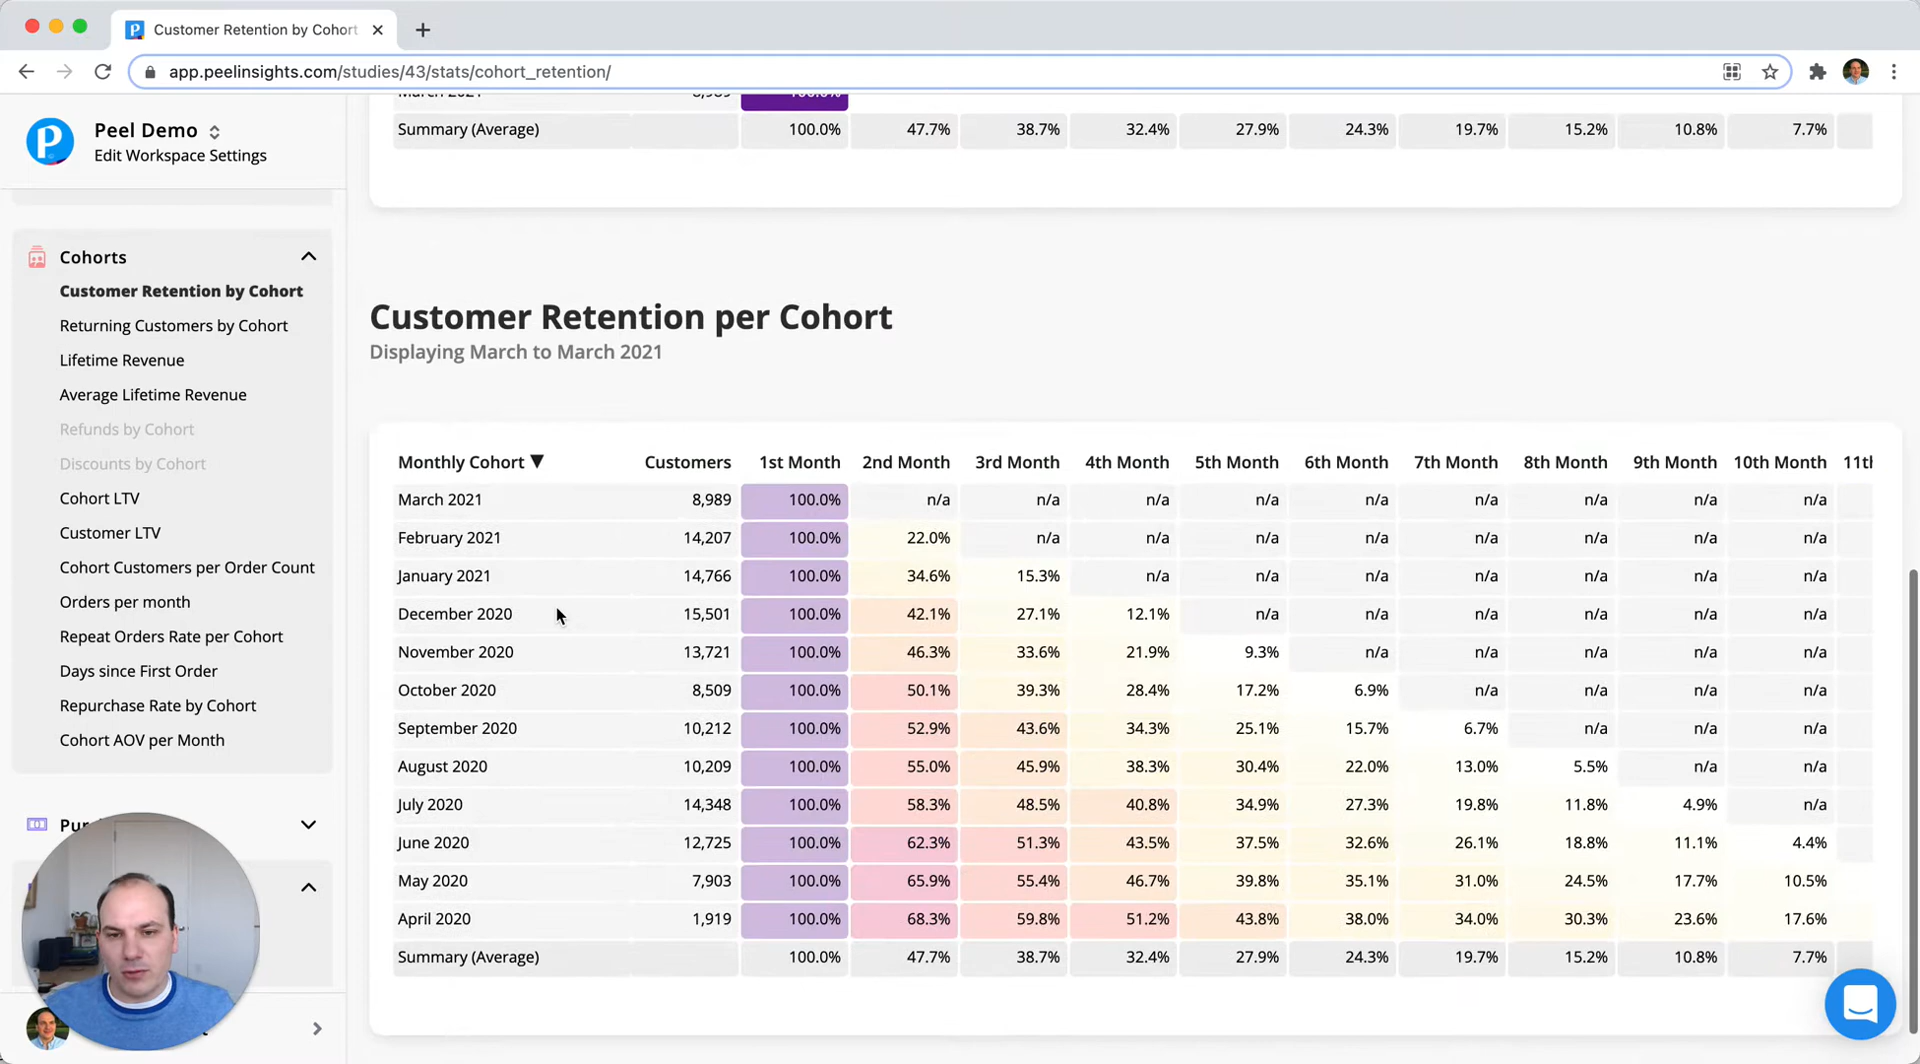 Customer Retention by Cohort
app.peelinsights.com/studies/43/stats/cohort_retention/
Peel Demo
Edit Workspace Settings
Cohorts
Customer Retention by Cohort
Returning Customers by Cohort
Lifetime Revenue
Average Lifetime Revenue
Refunds by Cohort
Discounts by Cohort
Cohort LTV
Customer LTV
Cohort Customers per Order Count
Orders per month
Repeat Orders Rate per Cohort
Days since First Order
Repurchase Rate by Cohort
Cohort AOV per Month
March 2021 8,989 100.0%
Summary (Average) 100.0% 47.7% 38.7% 32.4% 27.9% 24.3% 19.7% 15.2% 10.8% 7.7%
Customer Retention per Cohort
Displaying March to March 2021
Monthly Cohort ▼ Customers 1st Month 2nd Month 3rd Month 4th Month 5th Month 6th Month 7th Month 8th Month 9th Month 10th Month 11th
March 2021 8,989 100.0% n/a n/a n/a n/a n/a n/a n/a n/a n/a
February 2021 14,207 100.0% 22.0% n/a n/a n/a n/a n/a n/a n/a n/a
January 2021 14,766 100.0% 34.6% 15.3% n/a n/a n/a n/a n/a n/a n/a
December 2020 15,501 100.0% 42.1% 27.1% 12.1% n/a n/a n/a n/a n/a n/a
November 2020 13,721 100.0% 46.3% 33.6% 21.9% 9.3% n/a n/a n/a n/a n/a
October 2020 8,509 100.0% 50.1% 39.3% 28.4% 17.2% 6.9% n/a n/a n/a n/a
September 2020 10,212 100.0% 52.9% 43.6% 34.3% 25.1% 15.7% 6.7% n/a n/a n/a
August 2020 10,209 100.0% 55.0% 45.9% 38.3% 30.4% 22.0% 13.0% 5.5% n/a n/a
July 2020 14,348 100.0% 58.3% 48.5% 40.8% 34.9% 27.3% 19.8% 11.8% 4.9% n/a
June 2020 12,725 100.0% 62.3% 51.3% 43.5% 37.5% 32.6% 26.1% 18.8% 11.1% 4.4%
May 2020 7,903 100.0% 65.9% 55.4% 46.7% 39.8% 35.1% 31.0% 24.5% 17.7% 10.5%
April 2020 1,919 100.0% 68.3% 59.8% 51.2% 43.8% 38.0% 34.0% 30.3% 23.6% 17.6%
Summary (Average) 100.0% 47.7% 38.7% 32.4% 27.9% 24.3% 19.7% 15.2% 10.8% 7.7%